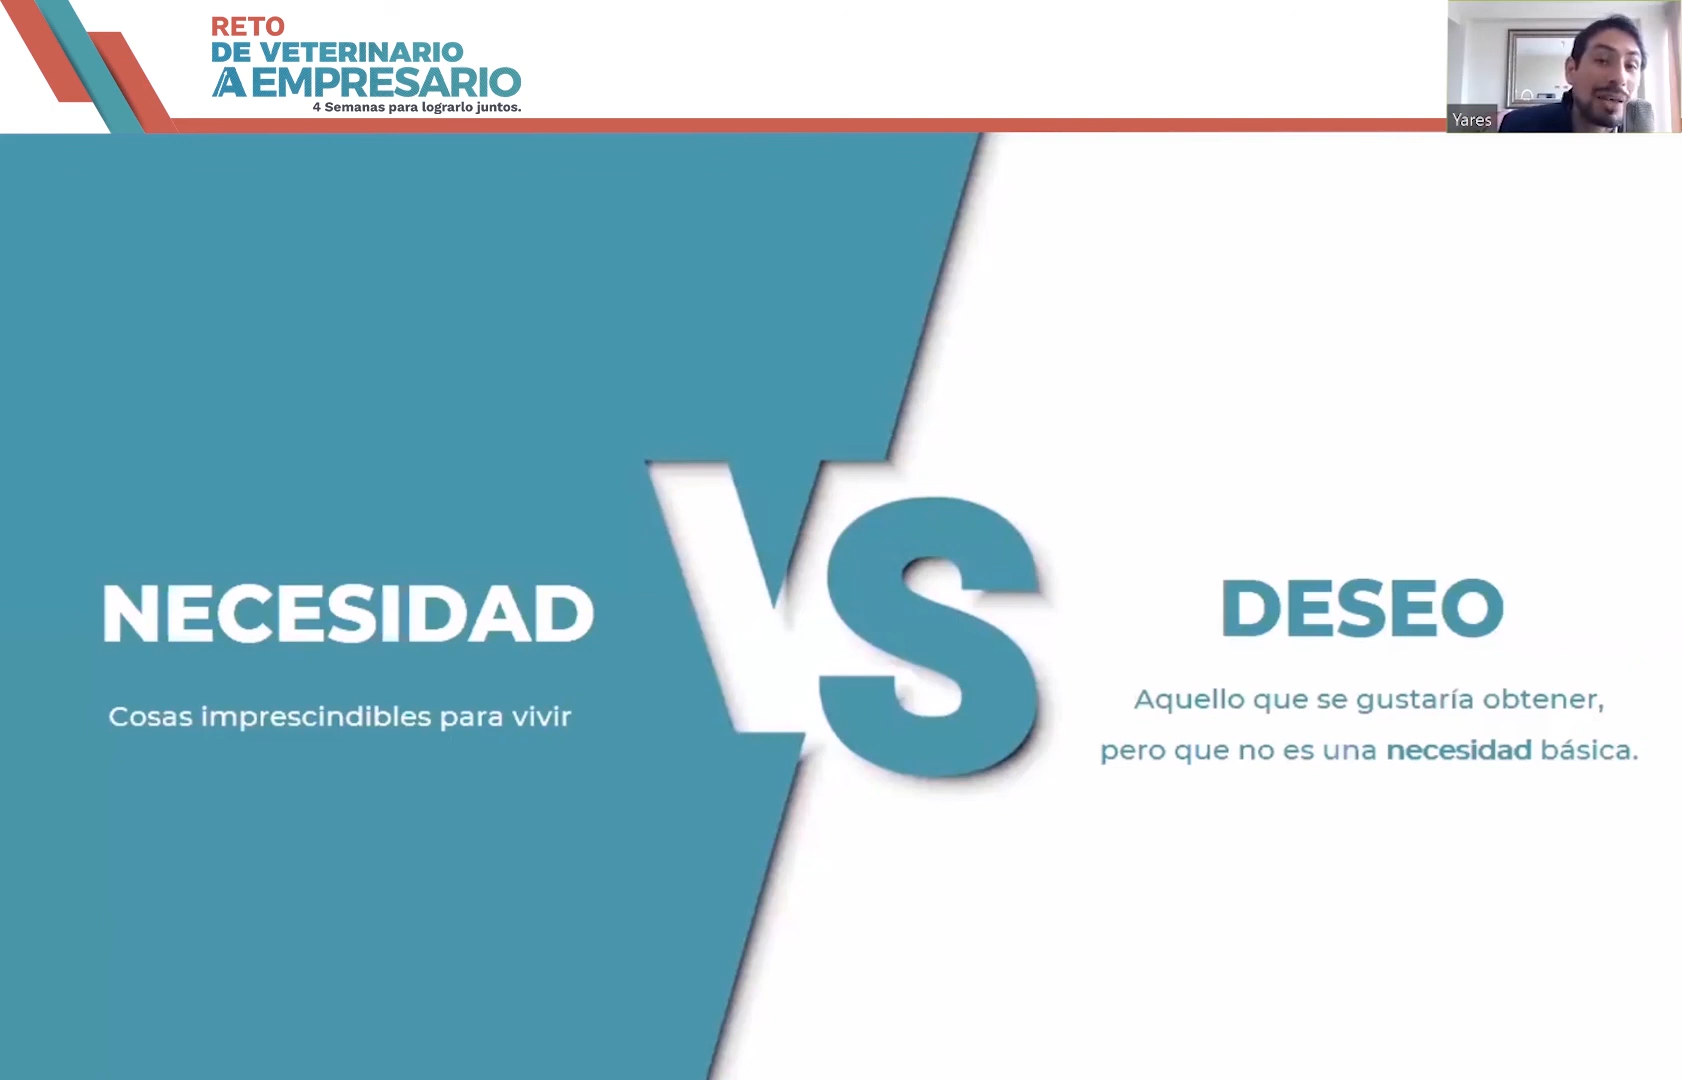 RETO
DE VETERINARIO
A EMPRESARIO
4 Semanas para lograrlo juntos.
Yares
NECESIDAD
Cosas imprescindibles para vivir
VS
DESEO
Aquello que se gustaría obtener,
pero que no es una necesidad básica.